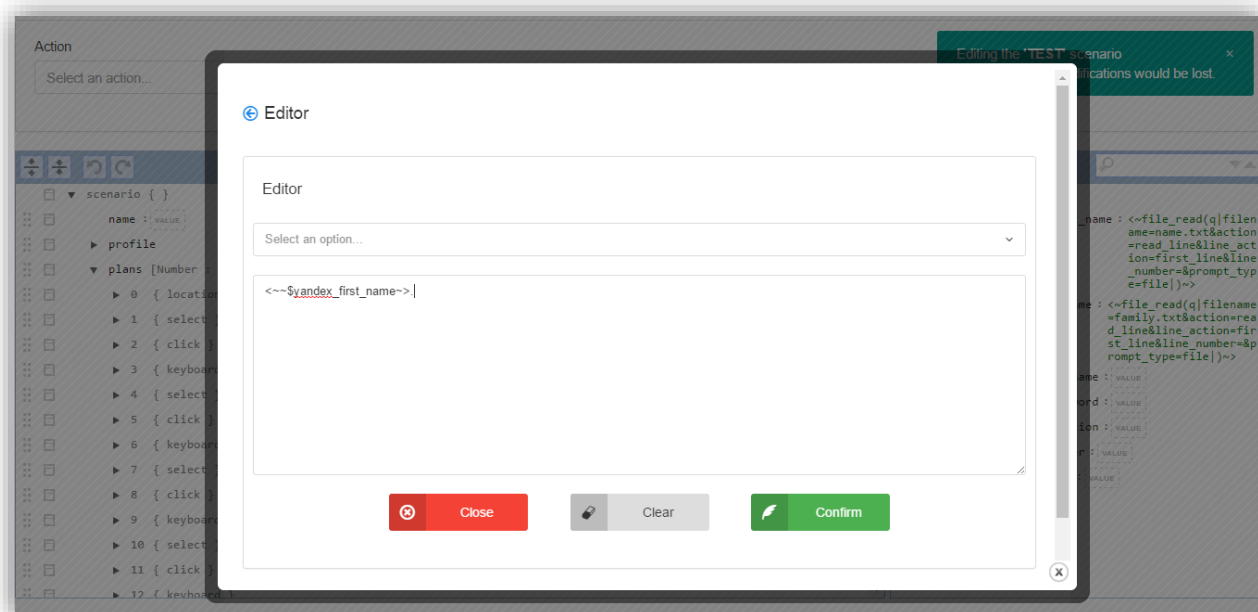 Action
Select an action...
Editing the 'TEST' scenario
ifications would be lost.
×
Editor
Editor
Select an option...
<~~$yandex_first_name~>.
Close
Clear
Confirm
x
scenario { }
name : VALUE
profile
plans [Number :
0 { location
1 { select }
2 { click }
3 { keyboard
4 { select }
5 { click }
6 { keyboard
7 { select }
8 { click }
9 { keyboard
10 { select
11 { click }
12 { keyboard }
_name : <~file_read(q|filen
ame=name.txt&action
=read_line&line_act
ion=first_line&line
_number=&prompt_typ
e=file|)~>
me : <~file_read(q|filename
=family.txt&action=rea
d_line&line_action=fir
st_line&line_number=&p
rompt_type=file|)~>
ame : VALUE
ord : VALUE
ion : VALUE
r : VALUE
: VALUE